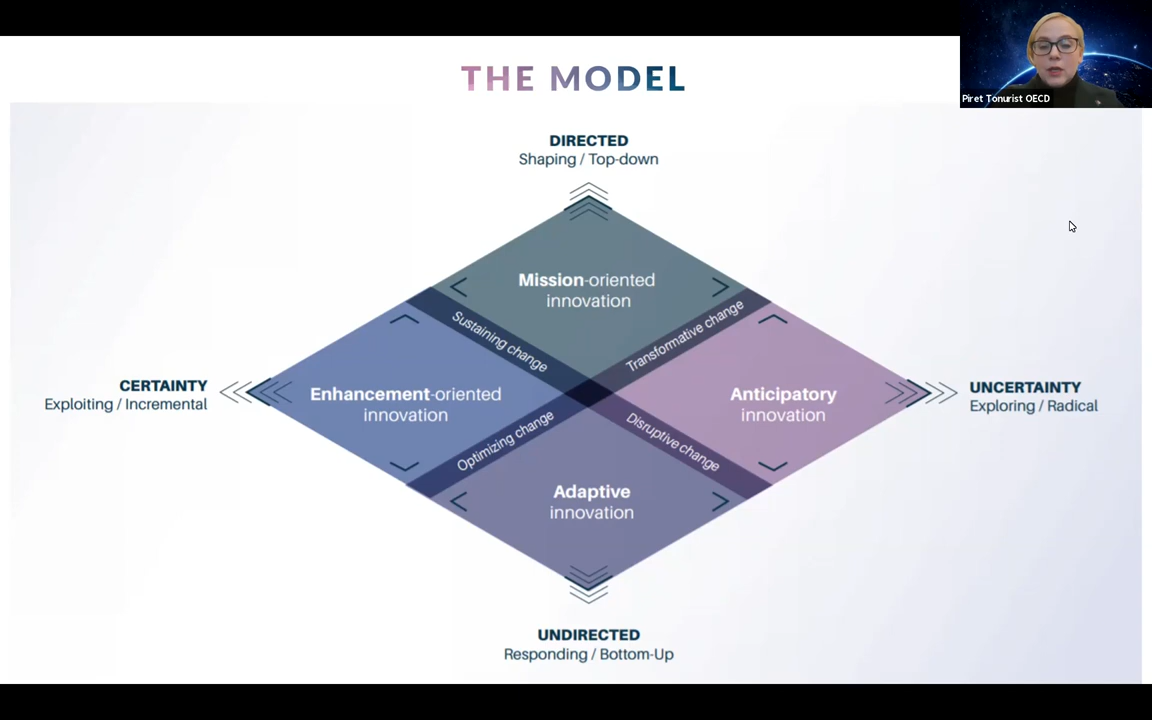 THE MODEL
Piret Tonurist OECD
DIRECTED
Shaping / Top-down
Mission-oriented
innovation
Sustaining change
Transformative change
CERTAINTY
Exploiting / Incremental
Enhancement-oriented
innovation
Anticipatory
innovation
UNCERTAINTY
Exploring / Radical
Optimizing change
Disruptive change
Adaptive
innovation
UNDIRECTED
Responding / Bottom-Up